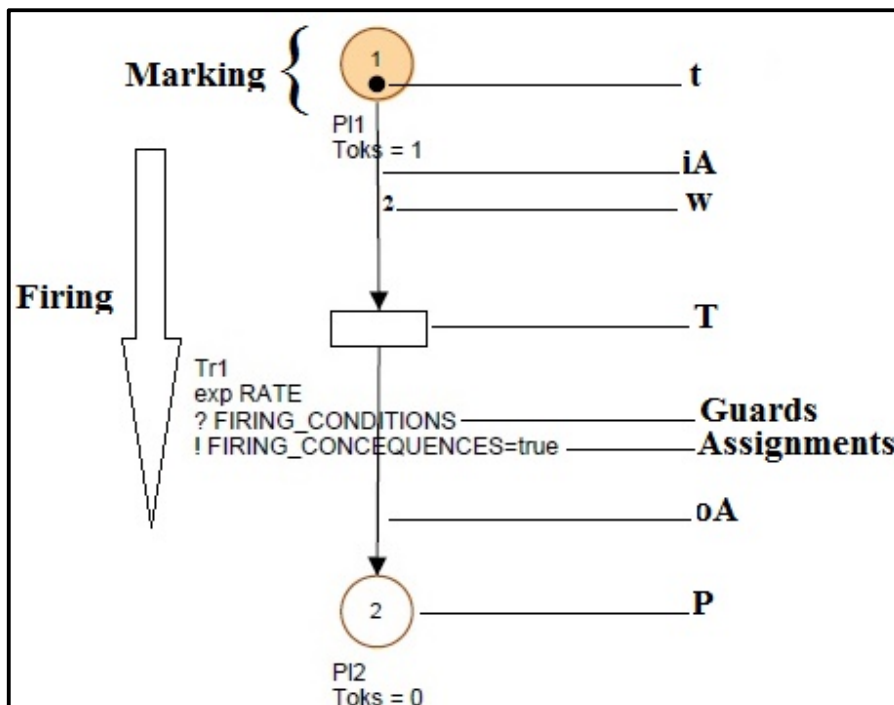 1
Marking
t
Pl1
Toks = 1
iA
2
w
Firing
T
Tr1
exp RATE
? FIRING_CONDITIONS
Guards
! FIRING_CONCEQUENCES=true
Assignments
oA
2
P
Pl2
Toks = 0